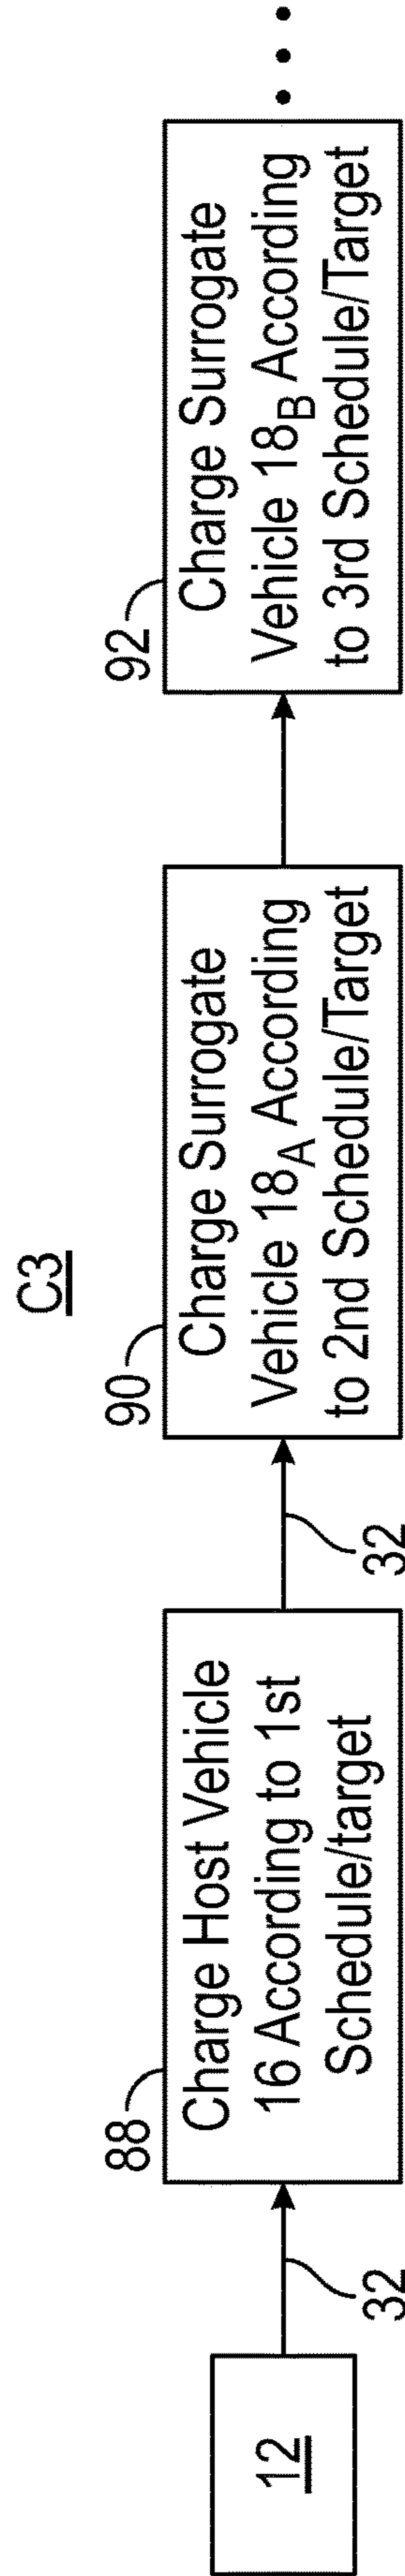 C3
12
32
88
Charge Host Vehicle
16 According to 1st
Schedule/target
32
90
Charge Surrogate
Vehicle 18A According
to 2nd Schedule/Target
92
Charge Surrogate
Vehicle 18B According
to 3rd Schedule/Target